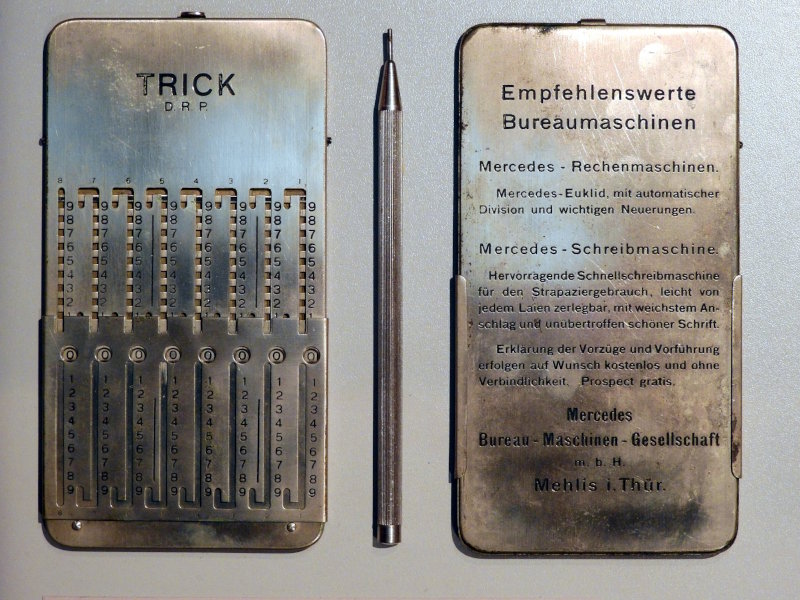 TRICK
D. R. P.
8 7 6 5 4 3 2 1
9 9 9 9 9 9 9 9
8 8 8 8 8 8 8 8
7 7 7 7 7 7 7 7
6 6 6 6 6 6 6 6
5 5 5 5 5 5 5 5
4 4 4 4 4 4 4 4
3 3 3 3 3 3 3 3
2 2 2 2 2 2 2 2
1 1 1 1 1 1 1 1
0 0 0 0 0 0 0 0
1 1 1 1 1 1 1 1
2 2 2 2 2 2 2 2
3 3 3 3 3 3 3 3
4 4 4 4 4 4 4 4
5 5 5 5 5 5 5 5
6 6 6 6 6 6 6 6
7 7 7 7 7 7 7 7
8 8 8 8 8 8 8 8
9 9 9 9 9 9 9 9
Empfehlenswerte
Bureaumaschinen
Mercedes - Rechenmaschinen.
Mercedes-Euklid, mit automatischer
Division und wichtigen Neuerungen.
Mercedes - Schreibmaschine.
Hervorragende Schnellschreibmaschine
für den Strapaziergebrauch, leicht von
jedem Laien zerlegbar, mit weichstem An-
schlag und unübertroffen schöner Schrift.
Erklärung der Vorzüge und Vorführung
erfolgen auf Wunsch kostenlos und ohne
Verbindlichkeit. Prospect gratis.
Mercedes
Bureau - Maschinen - Gesellschaft
m. b. H.
Mehlis i. Thür.